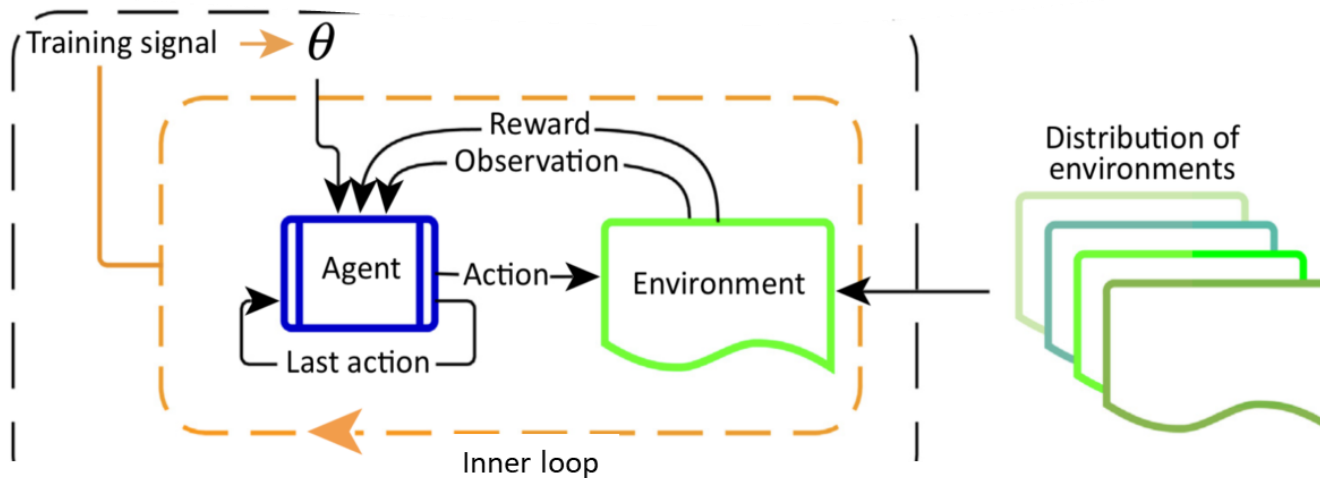 Training signal
θ
Reward
Observation
Distribution of
environments
Agent
Action
Environment
Last action
Inner loop